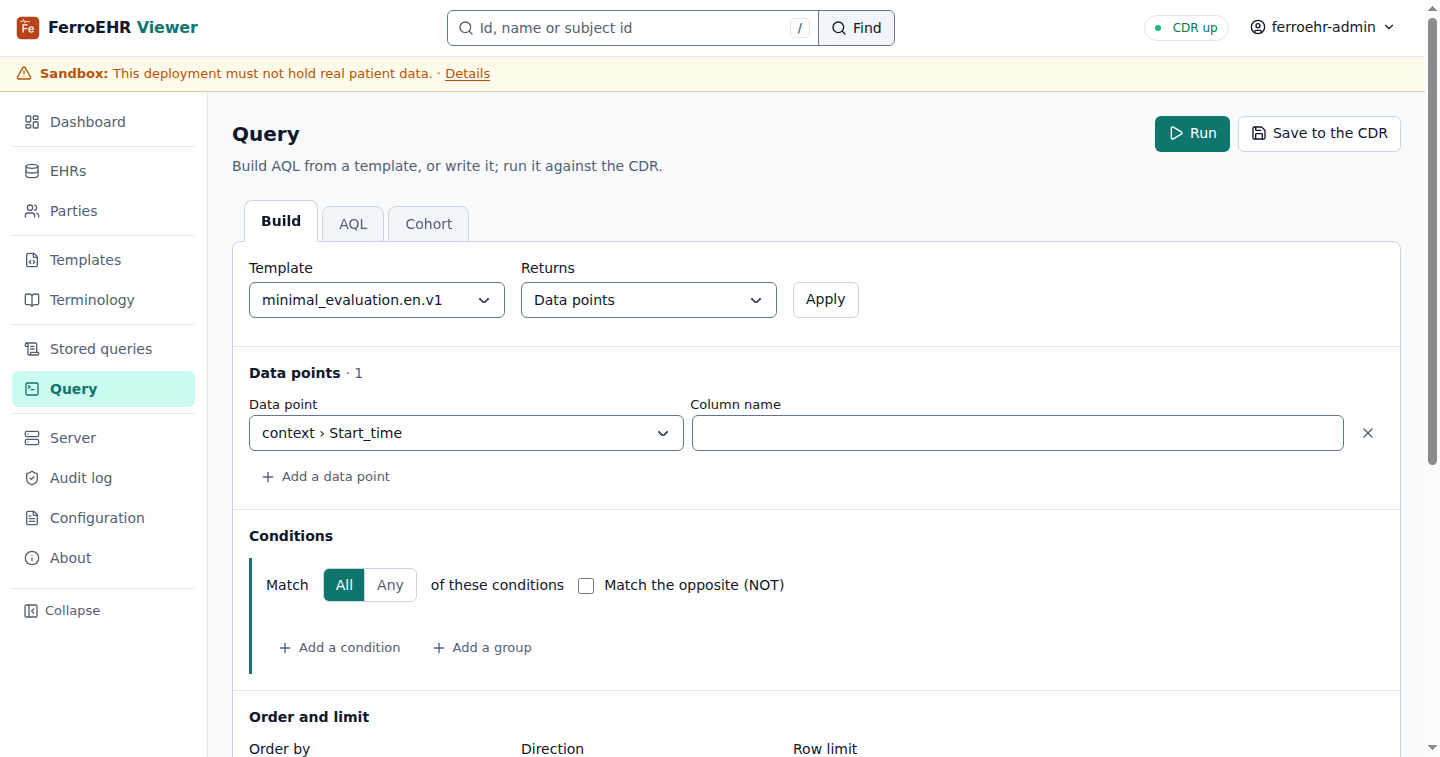 Fe FerroEHR Viewer
Id, name or subject id / Find
CDR up
ferroehr-admin
Sandbox: This deployment must not hold real patient data. · Details
Dashboard
EHRs
Parties
Templates
Terminology
Stored queries
Query
Server
Audit log
Configuration
About
Collapse
Query
Run
Save to the CDR
Build AQL from a template, or write it; run it against the CDR.
Build AQL Cohort
Template Returns
minimal_evaluation.en.v1 Data points Apply
Data points · 1
Data point Column name
context › Start_time
Add a data point
Conditions
Match All Any of these conditions Match the opposite (NOT)
Add a condition Add a group
Order and limit
Order by Direction Row limit